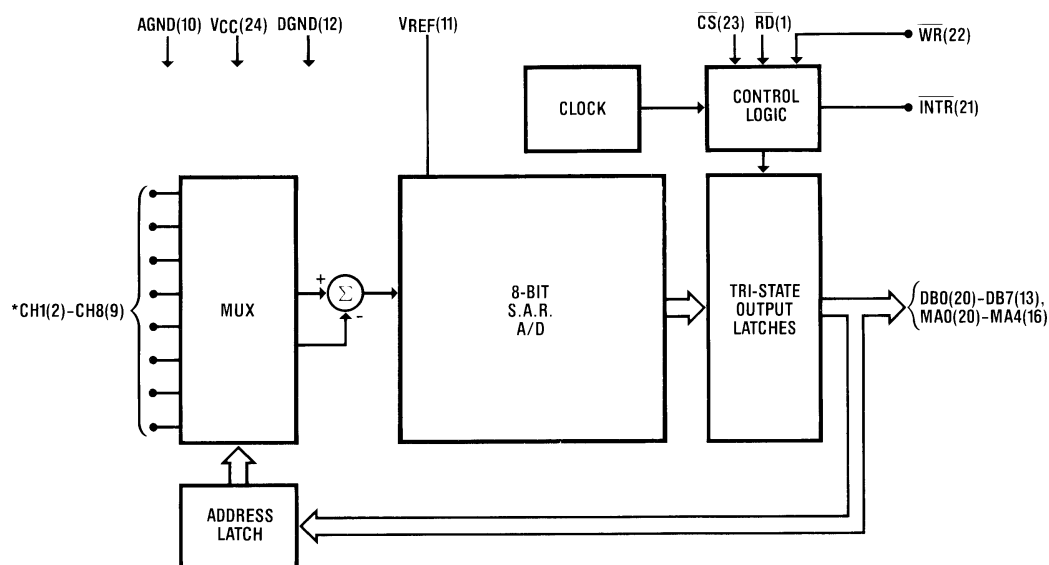 AGND(10) VCC(24) DGND(12) VREF(11) CS(23) RD(1)
WR(22)
CLOCK
CONTROL
LOGIC
INTR(21)
*CH1(2)-CH8(9)
MUX
+
Σ
-
8-BIT
S.A.R.
A/D
TRI-STATE
OUTPUT
LATCHES
DB0(20)-DB7(13),
MA0(20)-MA4(16)
ADDRESS
LATCH